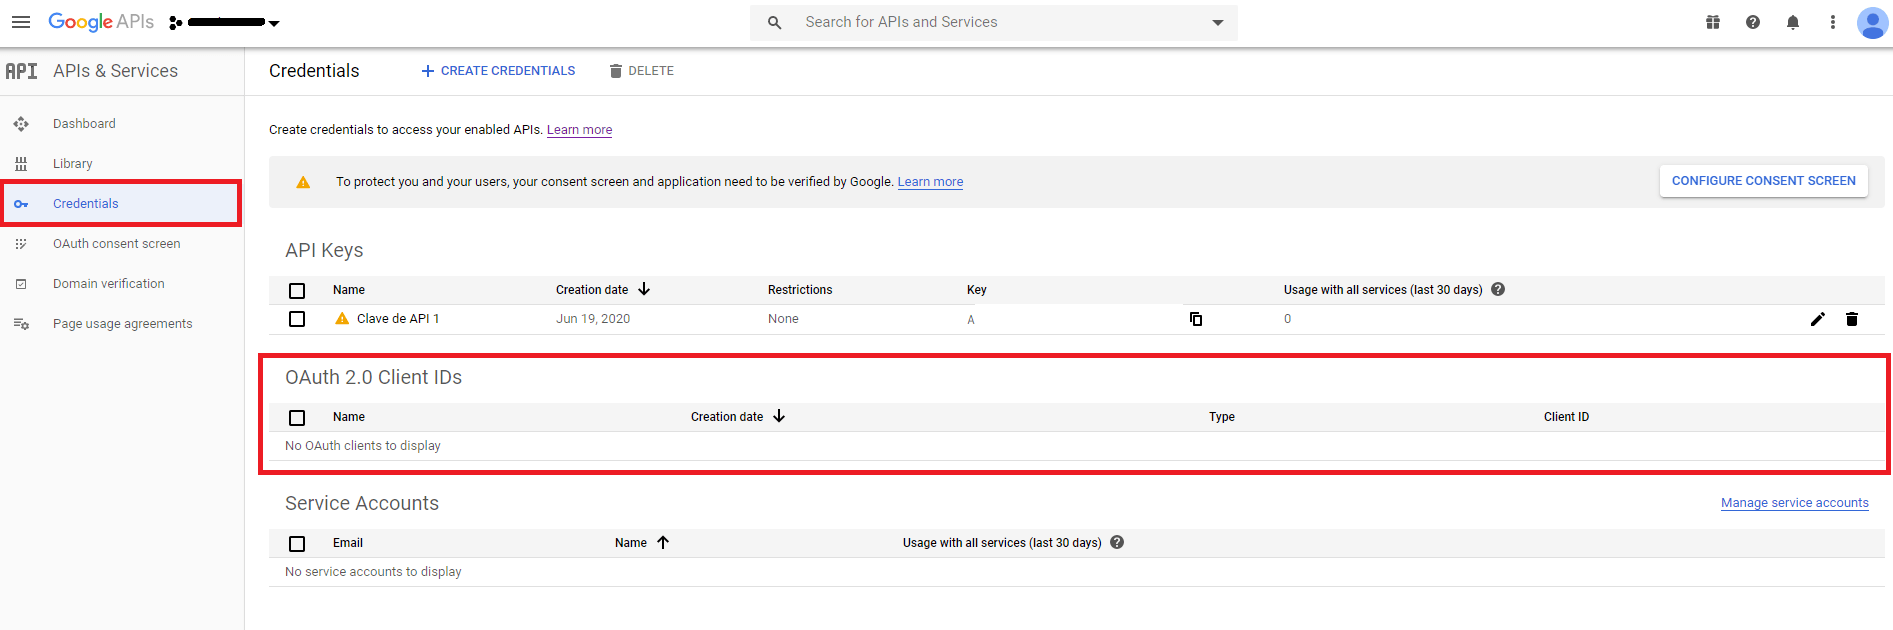 Google APIs
Search for APIs and Services
API APIs & Services
Credentials
CREATE CREDENTIALS
DELETE
Dashboard
Library
Credentials
OAuth consent screen
Domain verification
Page usage agreements
Create credentials to access your enabled APIs. Learn more
To protect you and your users, your consent screen and application need to be verified by Google. Learn more
CONFIGURE CONSENT SCREEN
API Keys
Name Creation date Restrictions Key Usage with all services (last 30 days)
Clave de API 1 Jun 19, 2020 None A 0
OAuth 2.0 Client IDs
Name Creation date Type Client ID
No OAuth clients to display
Service Accounts
Manage service accounts
Email Name Usage with all services (last 30 days)
No service accounts to display